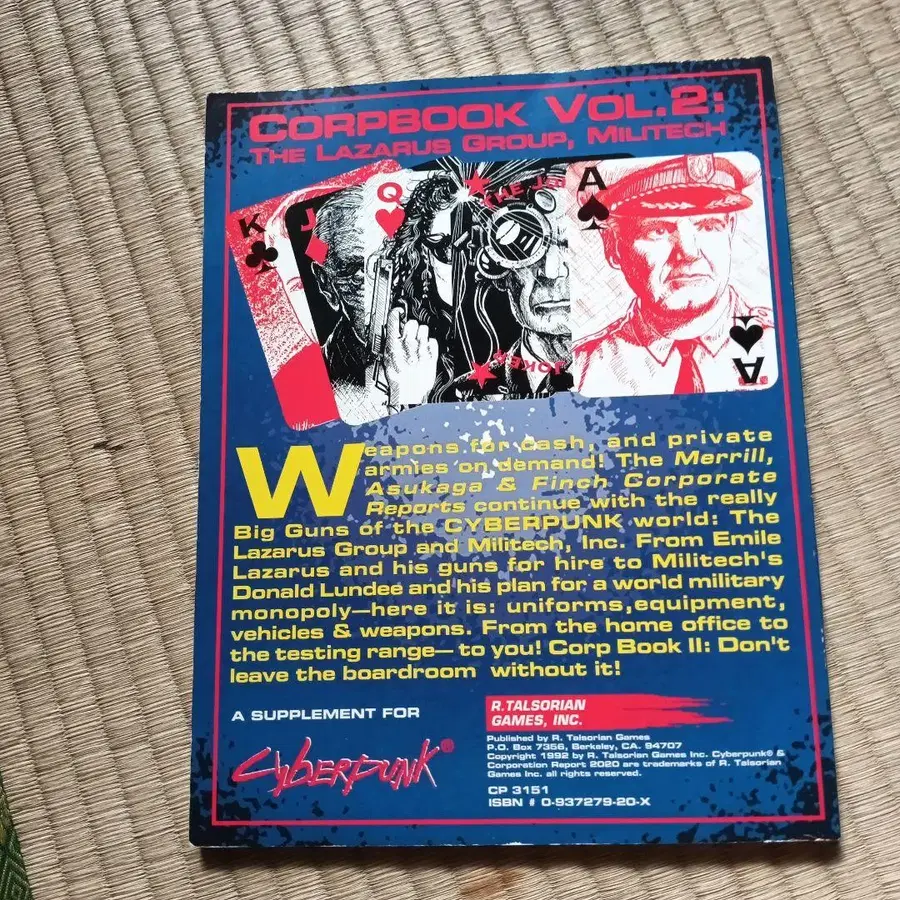 CORPBOOK VOL.2:
THE LAZARUS GROUP, MILITECH
K
J
Q
THE JO
A
JOKER
A
Weapons for cash, and private
armies on demand! The Merrill,
Asukaga & Finch Corporate
Reports continue with the really
Big Guns of the CYBERPUNK world: The
Lazarus Group and Militech, Inc. From Emile
Lazarus and his guns for hire to Militech's
Donald Lundee and his plan for a world military
monopoly—here it is: uniforms,equipment,
vehicles & weapons. From the home office to
the testing range— to you! Corp Book II: Don't
leave the boardroom without it!
A SUPPLEMENT FOR
CYBERPUNK®
R.TALSORIAN
GAMES, INC.
Published by R. Talsorian Games
P.O. Box 7356, Berkeley, CA. 94707
Copyright 1992 by R. Talsorian Games Inc. Cyberpunk® &
Corporation Report 2020 are trademarks of R. Talsorian
Games Inc. all rights reserved.
CP 3151
ISBN # 0-937279-20-X